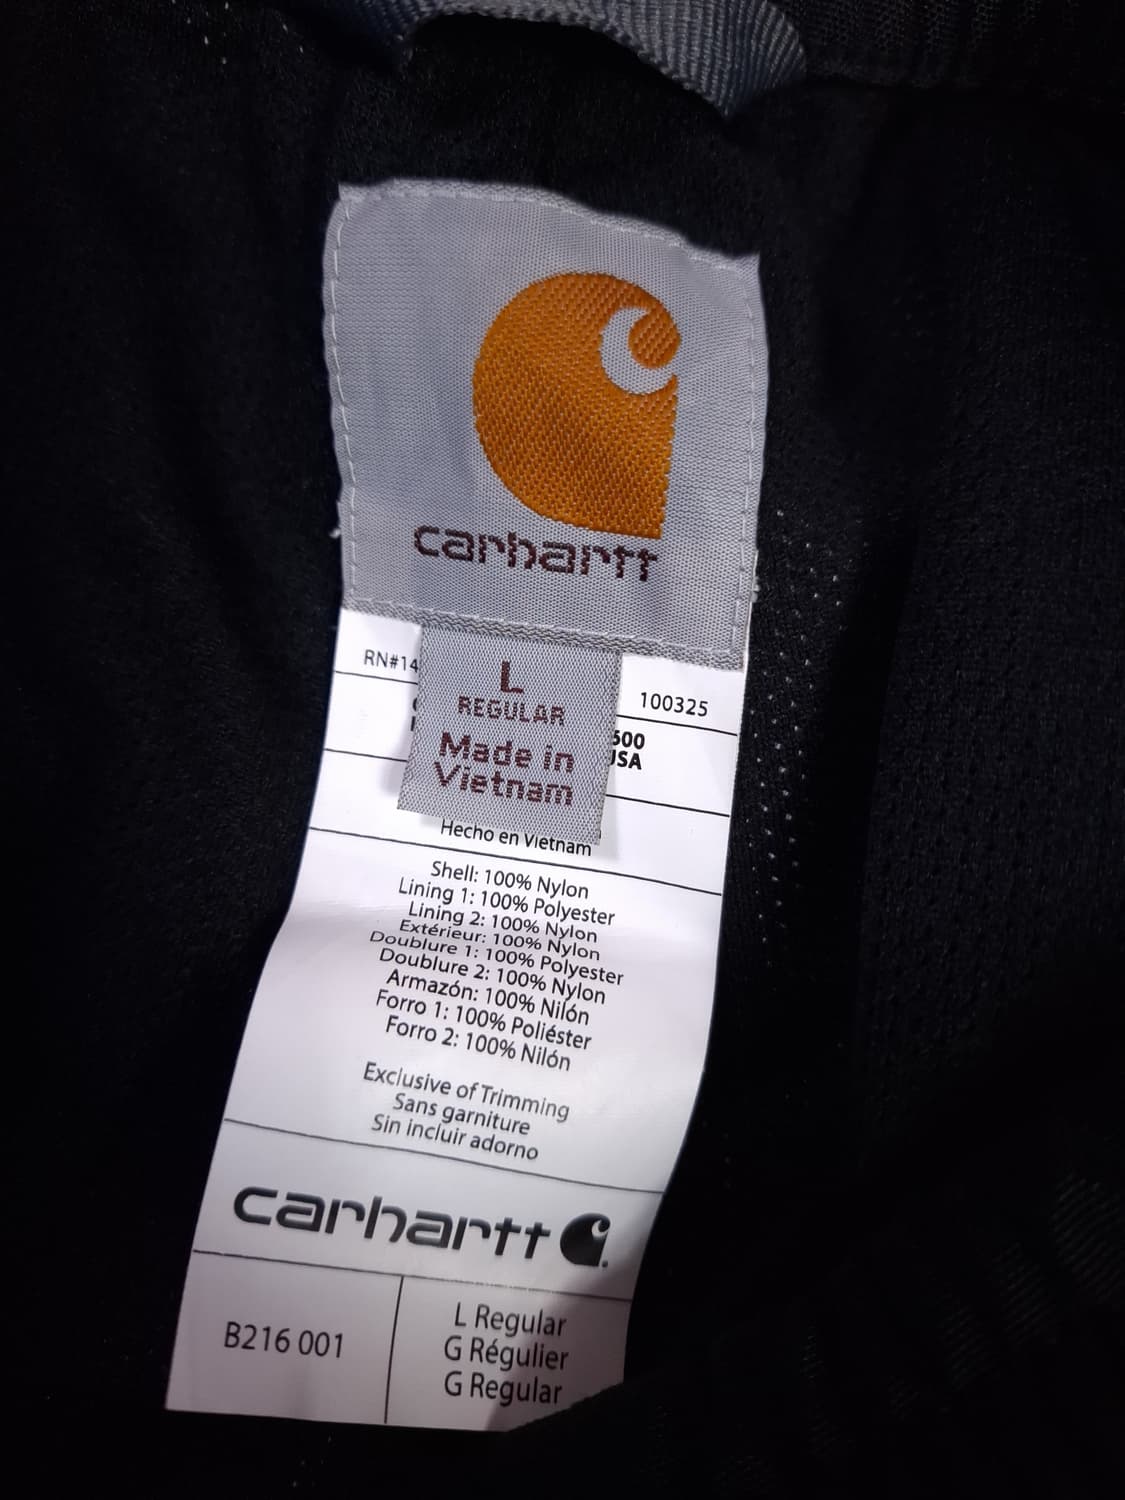 carhartt
RN#14
100325
L
REGULAR
Made in
Vietnam
600
USA
Hecho en Vietnam
Shell: 100% Nylon
Lining 1: 100% Polyester
Lining 2: 100% Nylon
Extérieur: 100% Nylon
Doublure 1: 100% Polyester
Doublure 2: 100% Nylon
Armazón: 100% Nilón
Forro 1: 100% Poliéster
Forro 2: 100% Nilón
Exclusive of Trimming
Sans garniture
Sin incluir adorno
carhartt
B216 001
L Regular
G Régulier
G Regular